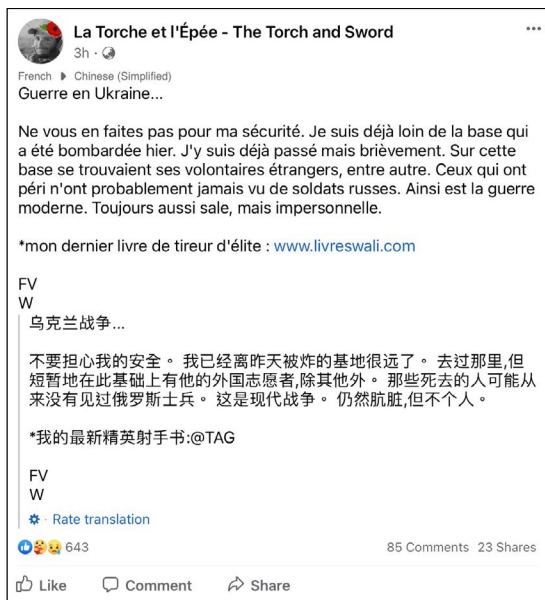 La Torche et l'Épée - The Torch and Sword
3h ·
French ▸ Chinese (Simplified)
Guerre en Ukraine...
Ne vous en faites pas pour ma sécurité. Je suis déjà loin de la base qui
a été bombardée hier. J'y suis déjà passé mais brièvement. Sur cette
base se trouvaient ses volontaires étrangers, entre autre. Ceux qui ont
péri n'ont probablement jamais vu de soldats russes. Ainsi est la guerre
moderne. Toujours aussi sale, mais impersonnelle.
*mon dernier livre de tireur d'élite : www.livreswali.com
FV
W
乌克兰战争...
不要担心我的安全。 我已经离昨天被炸的基地很远了。 去过那里,但
短暂地在此基础上有他的外国志愿者,除其他外。 那些死去的人可能从
来没有见过俄罗斯士兵。 这是现代战争。 仍然肮脏,但不个人。
*我的最新精英射手书:@TAG
FV
W
· Rate translation
643 85 Comments 23 Shares
Like Comment Share